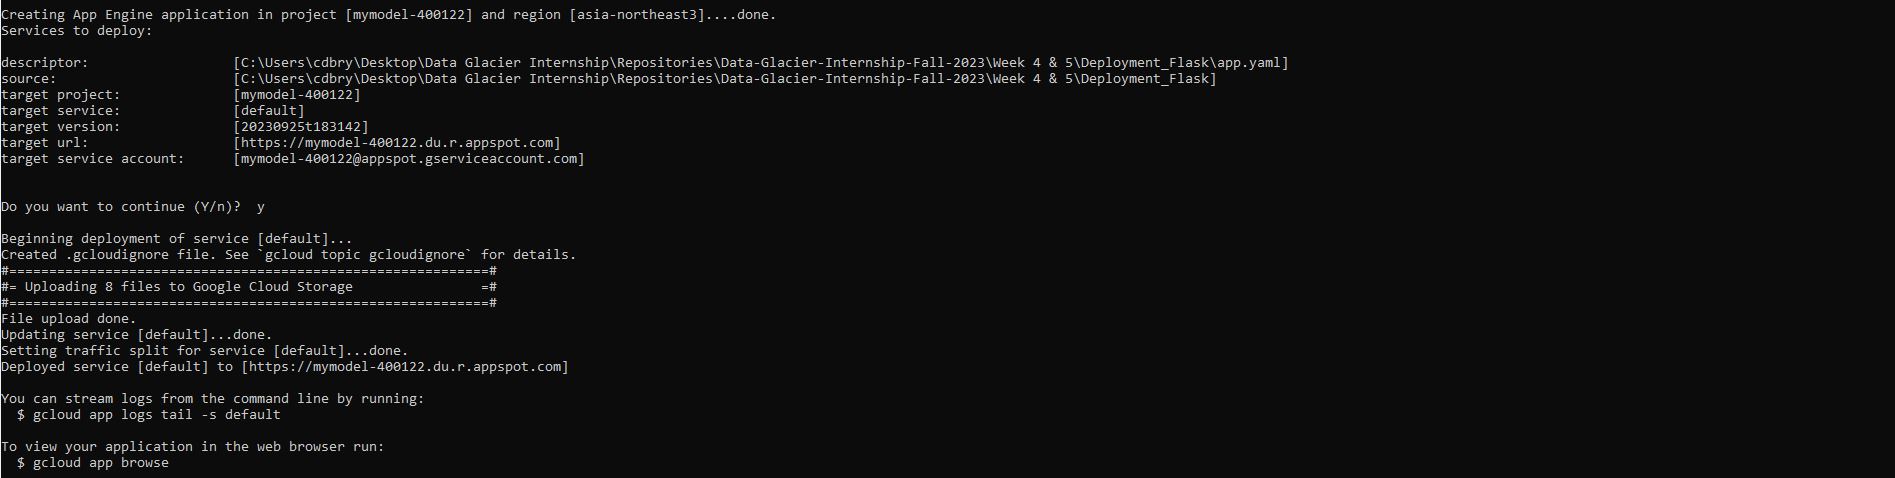 Creating App Engine application in project [mymodel-400122] and region [asia-northeast3]....done.
Services to deploy:
descriptor:                  [C:\Users\cdbry\Desktop\Data Glacier Internship\Repositories\Data-Glacier-Internship-Fall-2023\Week 4 & 5\Deployment_Flask\app.yaml]
source:                      [C:\Users\cdbry\Desktop\Data Glacier Internship\Repositories\Data-Glacier-Internship-Fall-2023\Week 4 & 5\Deployment_Flask]
target project:              [mymodel-400122]
target service:              [default]
target version:              [20230925t183142]
target url:                  [https://mymodel-400122.du.r.appspot.com]
target service account:      [mymodel-400122@appspot.gserviceaccount.com]
Do you want to continue (Y/n)?  y
Beginning deployment of service [default]...
Created .gcloudignore file. See `gcloud topic gcloudignore` for details.
#============================================================#
#= Uploading 8 files to Google Cloud Storage                =#
#============================================================#
File upload done.
Updating service [default]...done.
Setting traffic split for service [default]...done.
Deployed service [default] to [https://mymodel-400122.du.r.appspot.com]
You can stream logs from the command line by running:
  $ gcloud app logs tail -s default
To view your application in the web browser run:
  $ gcloud app browse